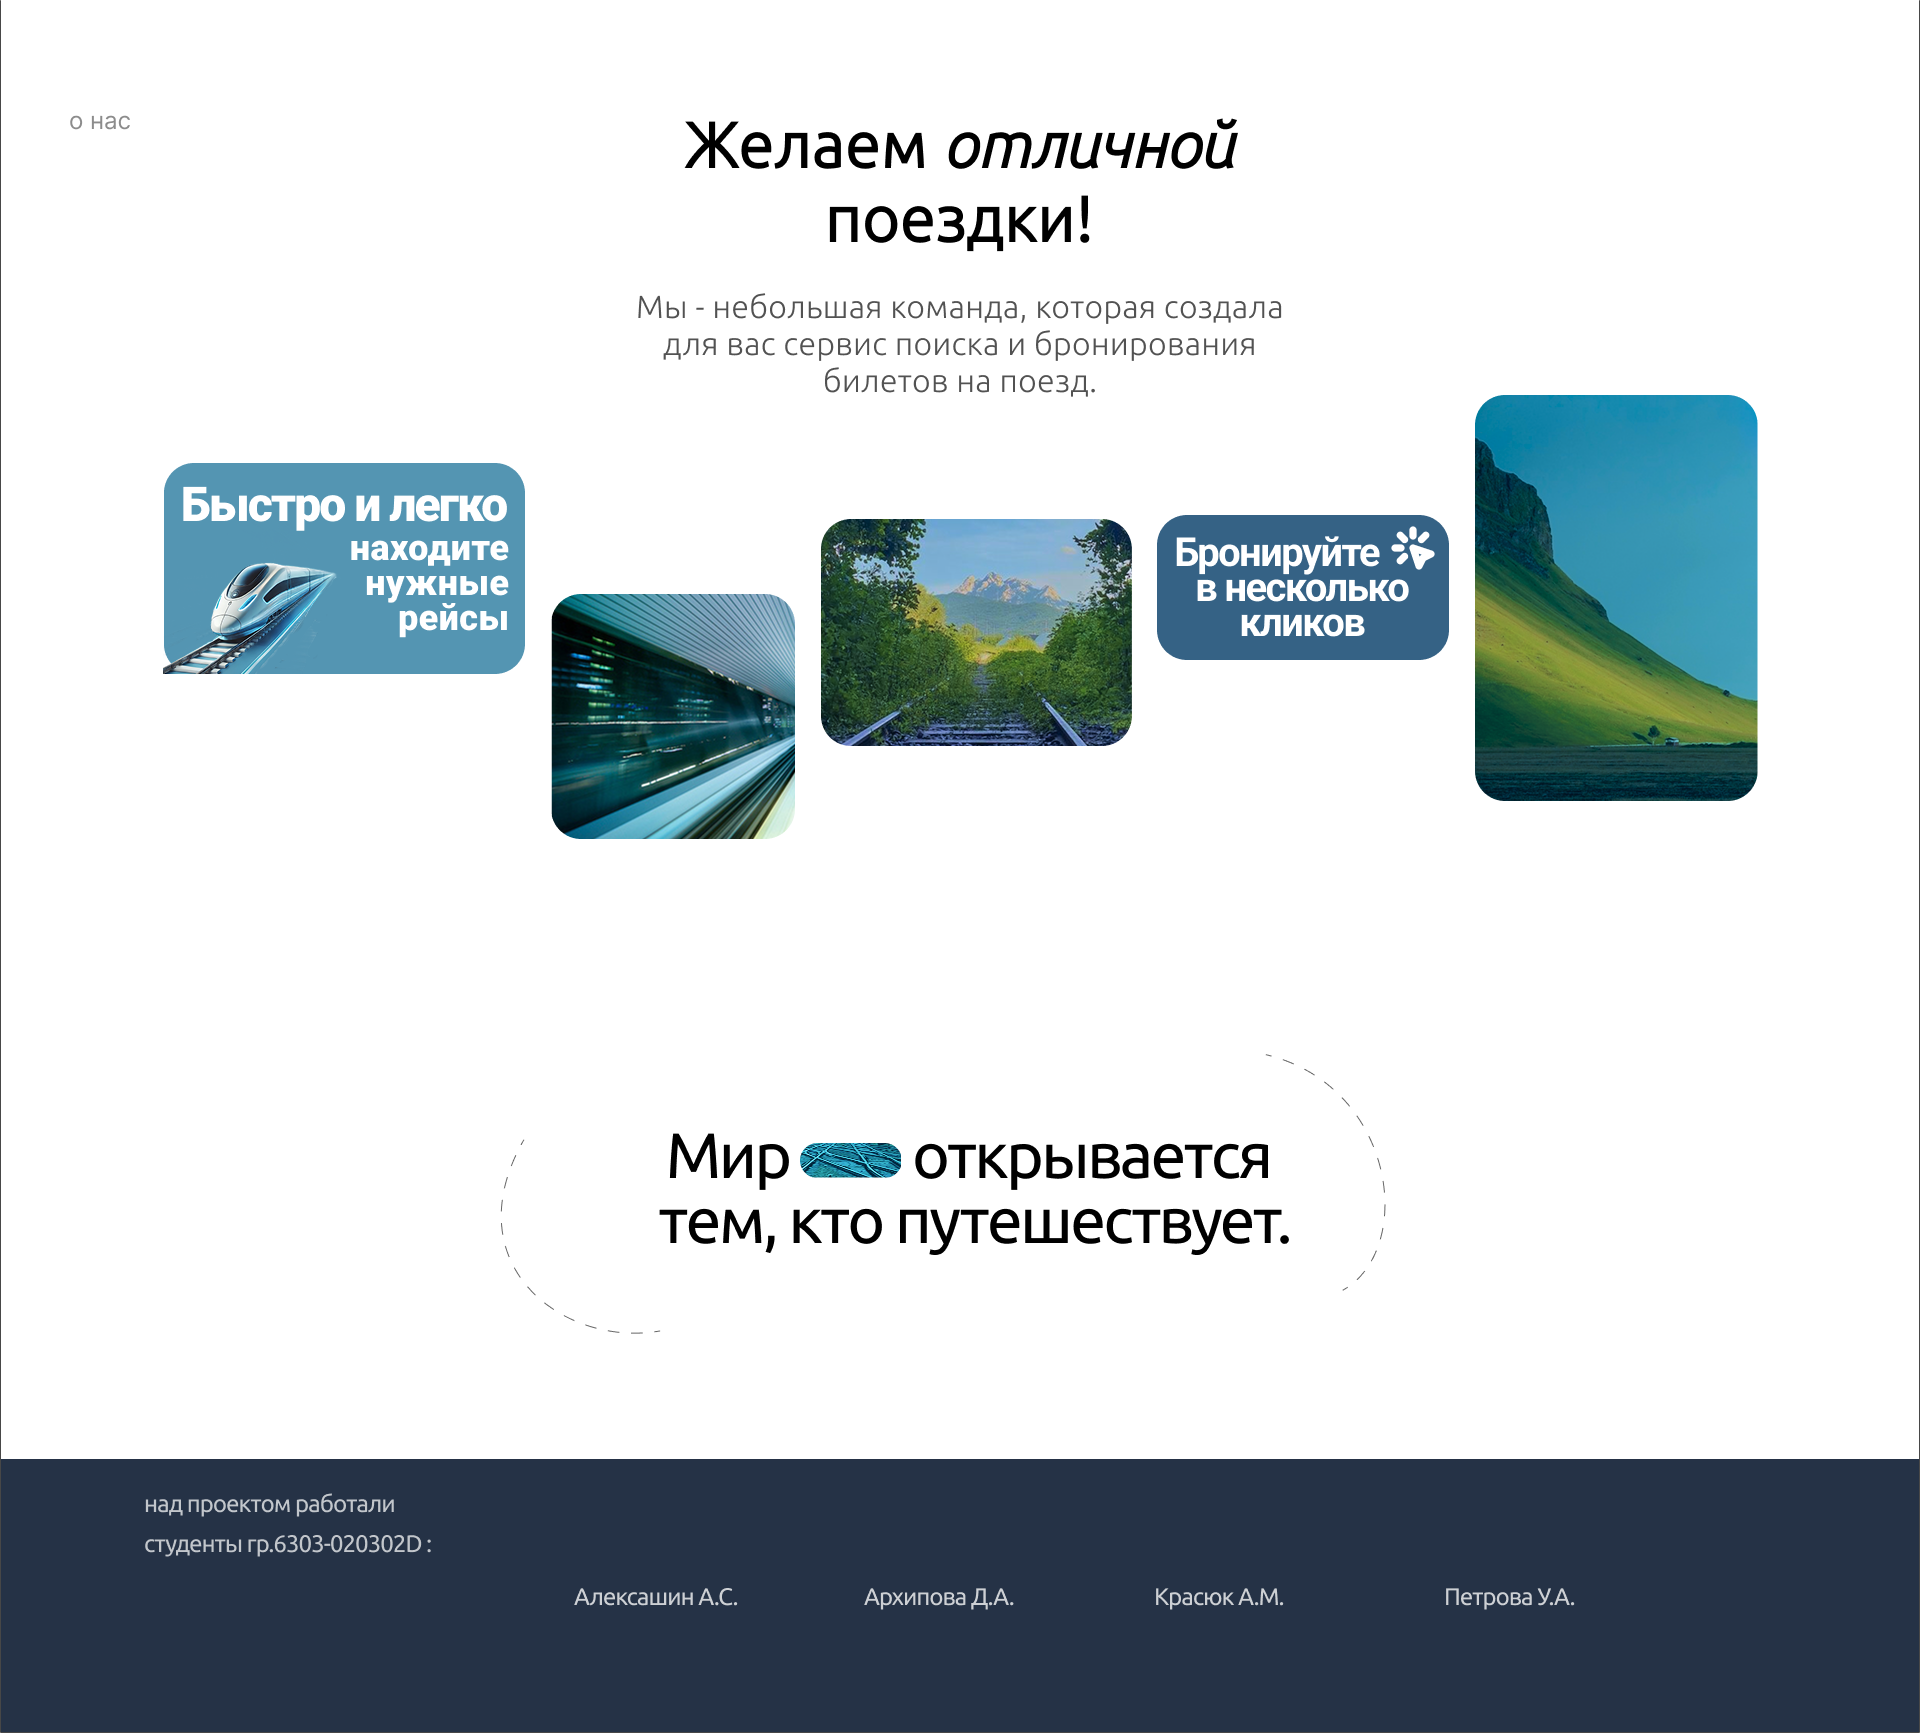 о нас
Желаем отличной
поездки!
Мы - небольшая команда, которая создала
для вас сервис поиска и бронирования
билетов на поезд.
Быстро и легко
находите
нужные
рейсы
Бронируйте
в несколько
кликов
Мир открывается
тем, кто путешествует.
над проектом работали
студенты гр.6303-020302D :
Алексашин А.С.
Архипова Д.А.
Красюк А.М.
Петрова У.А.